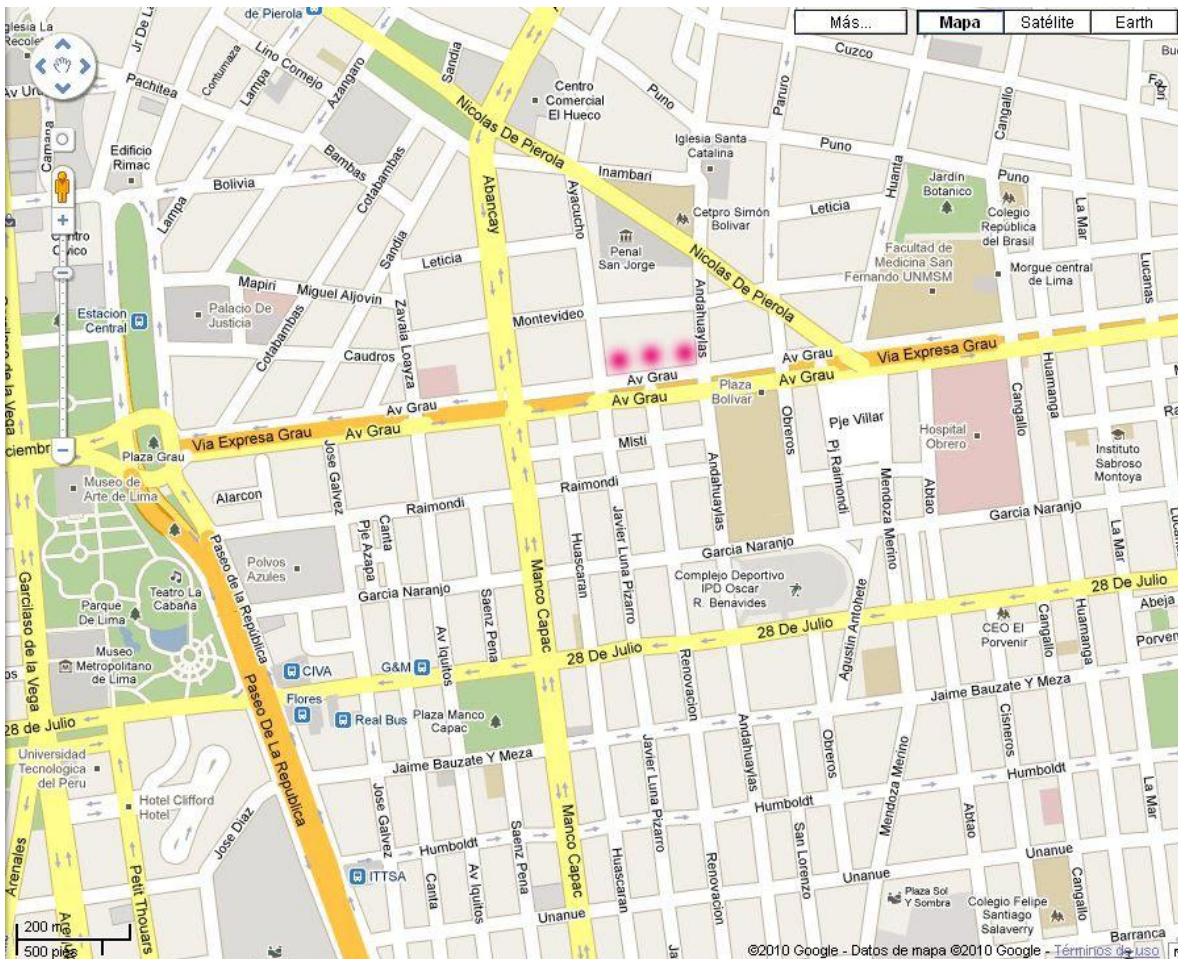 Más...
Mapa
Satélite
Earth
de Pierola
Iglesia La
Jr De La
Pachitea
Contumaza
Lino Cornejo
Lampa
Azangaro
Sandia
Centro
Comercial
El Hueco
Puno
Paruro
Cuzco
Cangallo
Fabri
Camana
Edificio
Rimac
Bambas
Cotabambas
Nicolas De Pierola
Iglesia Santa
Catalina
Puno
Huanta
Puno
Jardín
Botanico
Bolivia
Lampa
Abancay
Inambari
Ayacucho
Cetpro Simón
Bolivar
Leticia
Colegio
República
del Brasil
La Mar
Sandia
Leticia
Penal
San Jorge
Nicolas De Pierola
Facultad de
Medicina San
Fernando UNMSM
Morgue central
de Lima
Lucanas
Mapiri
Miguel Aljovin
Estacion
Central
Palacio De
Justicia
Cotabambas
Zavala Loayza
Montevideo
Andahuaylas
Caudros
Av Grau
Av Grau
Via Expresa Grau
Av Grau
Av Grau
Av Grau
Plaza
Bolívar
Huamanga
Cangallo
Via Expresa Grau
Av Grau
Plaza Grau
Misti
Obreros
Pje Villar
Pj Raimondi
Hospital
Obrero
Instituto
Sabroso
Montoya
Museo de
Arte de Lima
Alarcon
Jose Galvez
Raimondi
Raimondi
Andahuaylas
Mendoza Merino
Abtao
Garcia Naranjo
La Mar
Canta
Pje Azapa
Polvos
Azules
Paseo de la República
Huascaran
Javier Luna Pizarro
Garcia Naranjo
Garcia Naranjo
Manco Capac
Complejo Deportivo
IPD Oscar
R. Benavides
Teatro La
Cabaña
Parque
De Lima
Garcilaso de la Vega
Saenz Pena
Av Iquitos
Agustin Antohete
28 De Julio
28 De Julio
28 De Julio
CEO El
Porvenir
Cangallo
Huamanga
Abeja
Museo
Metropolitano
de Lima
CIVA
G&M
Flores
Real Bus
Plaza Manco
Capac
Renovacion
Jaime Bauzate Y Meza
28 de Julio
Paseo De La Republica
Universidad
Tecnologica
del Peru
Jaime Bauzate Y Meza
Andahuaylas
Obreros
Mendoza Merino
Cisneros
Humboldt
La Mar
Hotel Clifford
Hotel
Jose Diaz
Jose Galvez
Javier Luna Pizarro
Humboldt
Manco Capac
Humboldt
Abtao
Unanue
Saenz Pena
Arenales
Petit Thouars
ITTSA
Canta
Av Iquitos
Huascaran
Renovacion
San Lorenzo
Unanue
Cangallo
Unanue
Plaza Sol
Y Sombra
Colegio Felipe
Santiago
Salaverry
Barranca
200 m
500 pies
©2010 Google - Datos de mapa ©2010 Google - Términos de uso